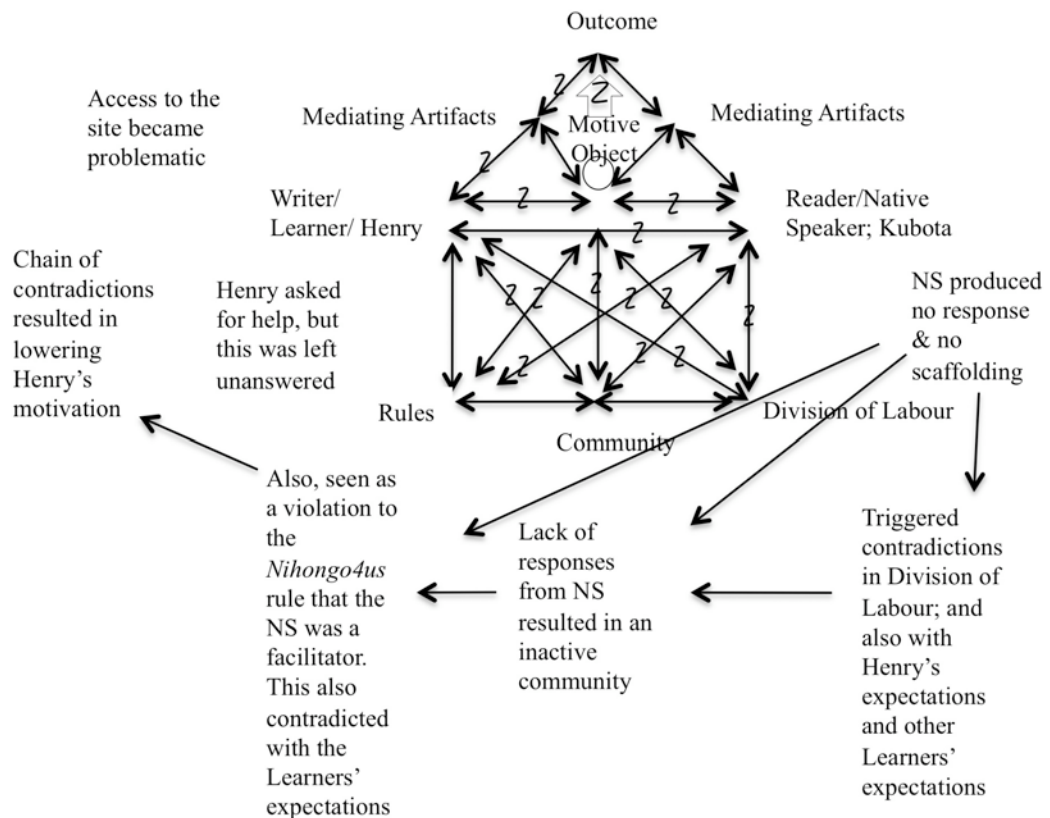 Outcome
Access to the
site became
problematic
Mediating Artifacts
Motive
Object
Mediating Artifacts
Writer/
Learner/ Henry
Reader/Native
Speaker; Kubota
Chain of
contradictions
resulted in
lowering
Henry’s
motivation
Henry asked
for help, but
this was left
unanswered
NS produced
no response
& no
scaffolding
Rules
Community
Division of Labour
Also, seen as
a violation to
the
Nihongo4us
rule that the
NS was a
facilitator.
This also
contradicted
with the
Learners’
expectations
Lack of
responses
from NS
resulted in an
inactive
community
Triggered
contradictions
in Division of
Labour; and
also with
Henry’s
expectations
and other
Learners’
expectations